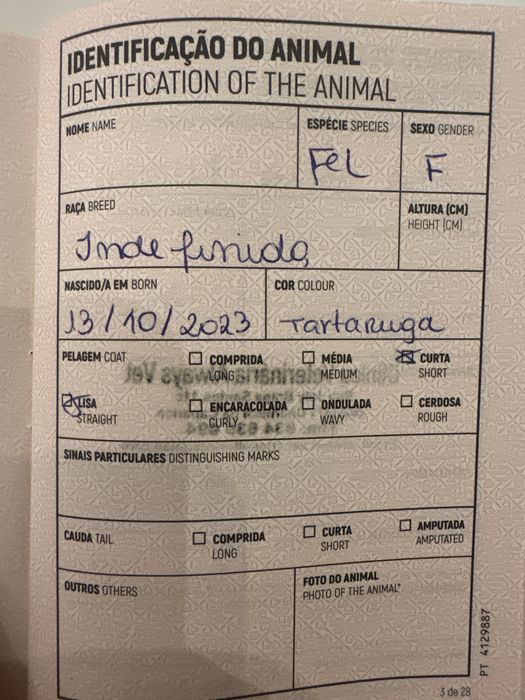 IDENTIFICAÇÃO DO ANIMAL
IDENTIFICATION OF THE ANIMAL
NOME NAME
ESPÉCIE SPECIES
SEXO GENDER
Fel
F
RAÇA BREED
ALTURA (CM)
HEIGHT (CM)
Indefinida
NASCIDO/A EM BORN
COR COLOUR
13/10/2023
Tartaruga
PELAGEM COAT
COMPRIDA
LONG
MÉDIA
MEDIUM
CURTA
SHORT
LISA
STRAIGHT
ENCARACOLADA
CURLY
ONDULADA
WAVY
CERDOSA
ROUGH
SINAIS PARTICULARES DISTINGUISHING MARKS
CAUDA TAIL
COMPRIDA
LONG
CURTA
SHORT
AMPUTADA
AMPUTATED
OUTROS OTHERS
FOTO DO ANIMAL
PHOTO OF THE ANIMAL*
PT 4129887
3 de 28